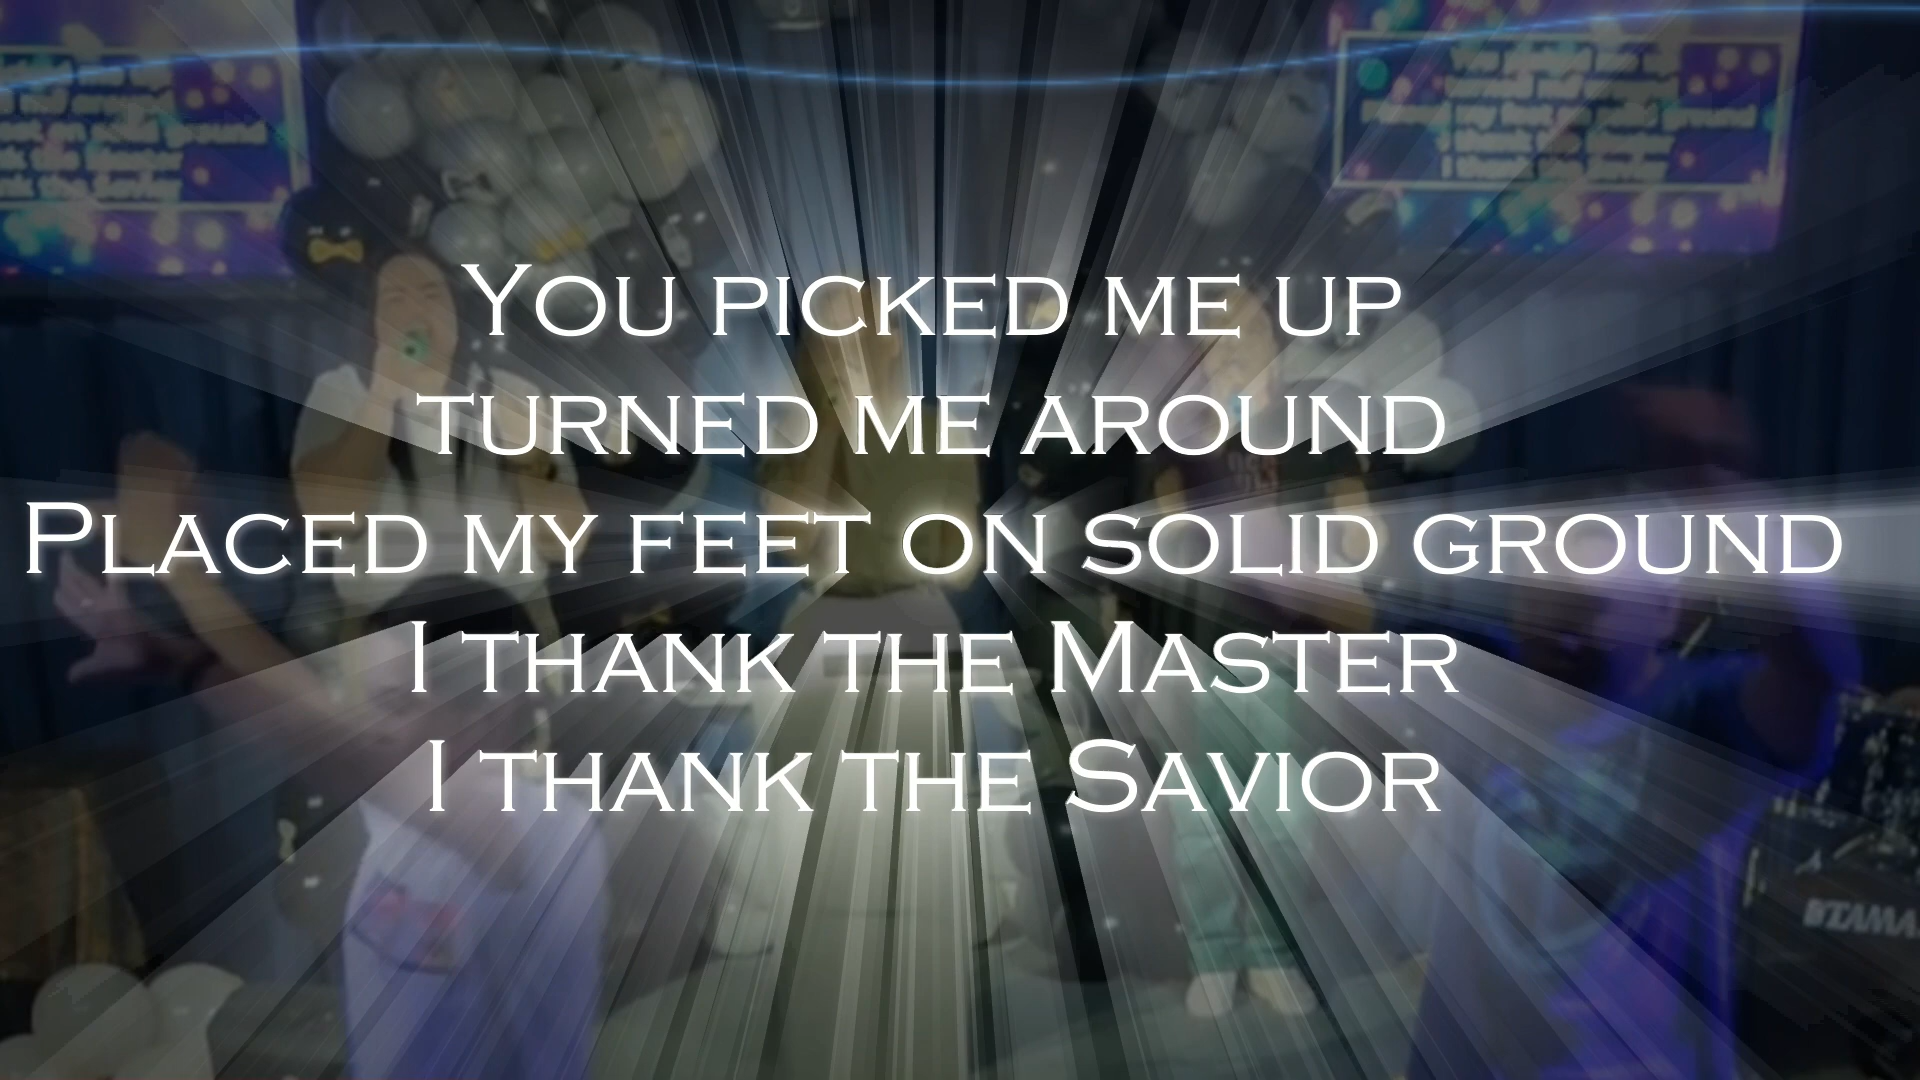 You picked me up
turned me around
Placed my feet on solid ground
I thank the Master
I thank the Savior
TAMA